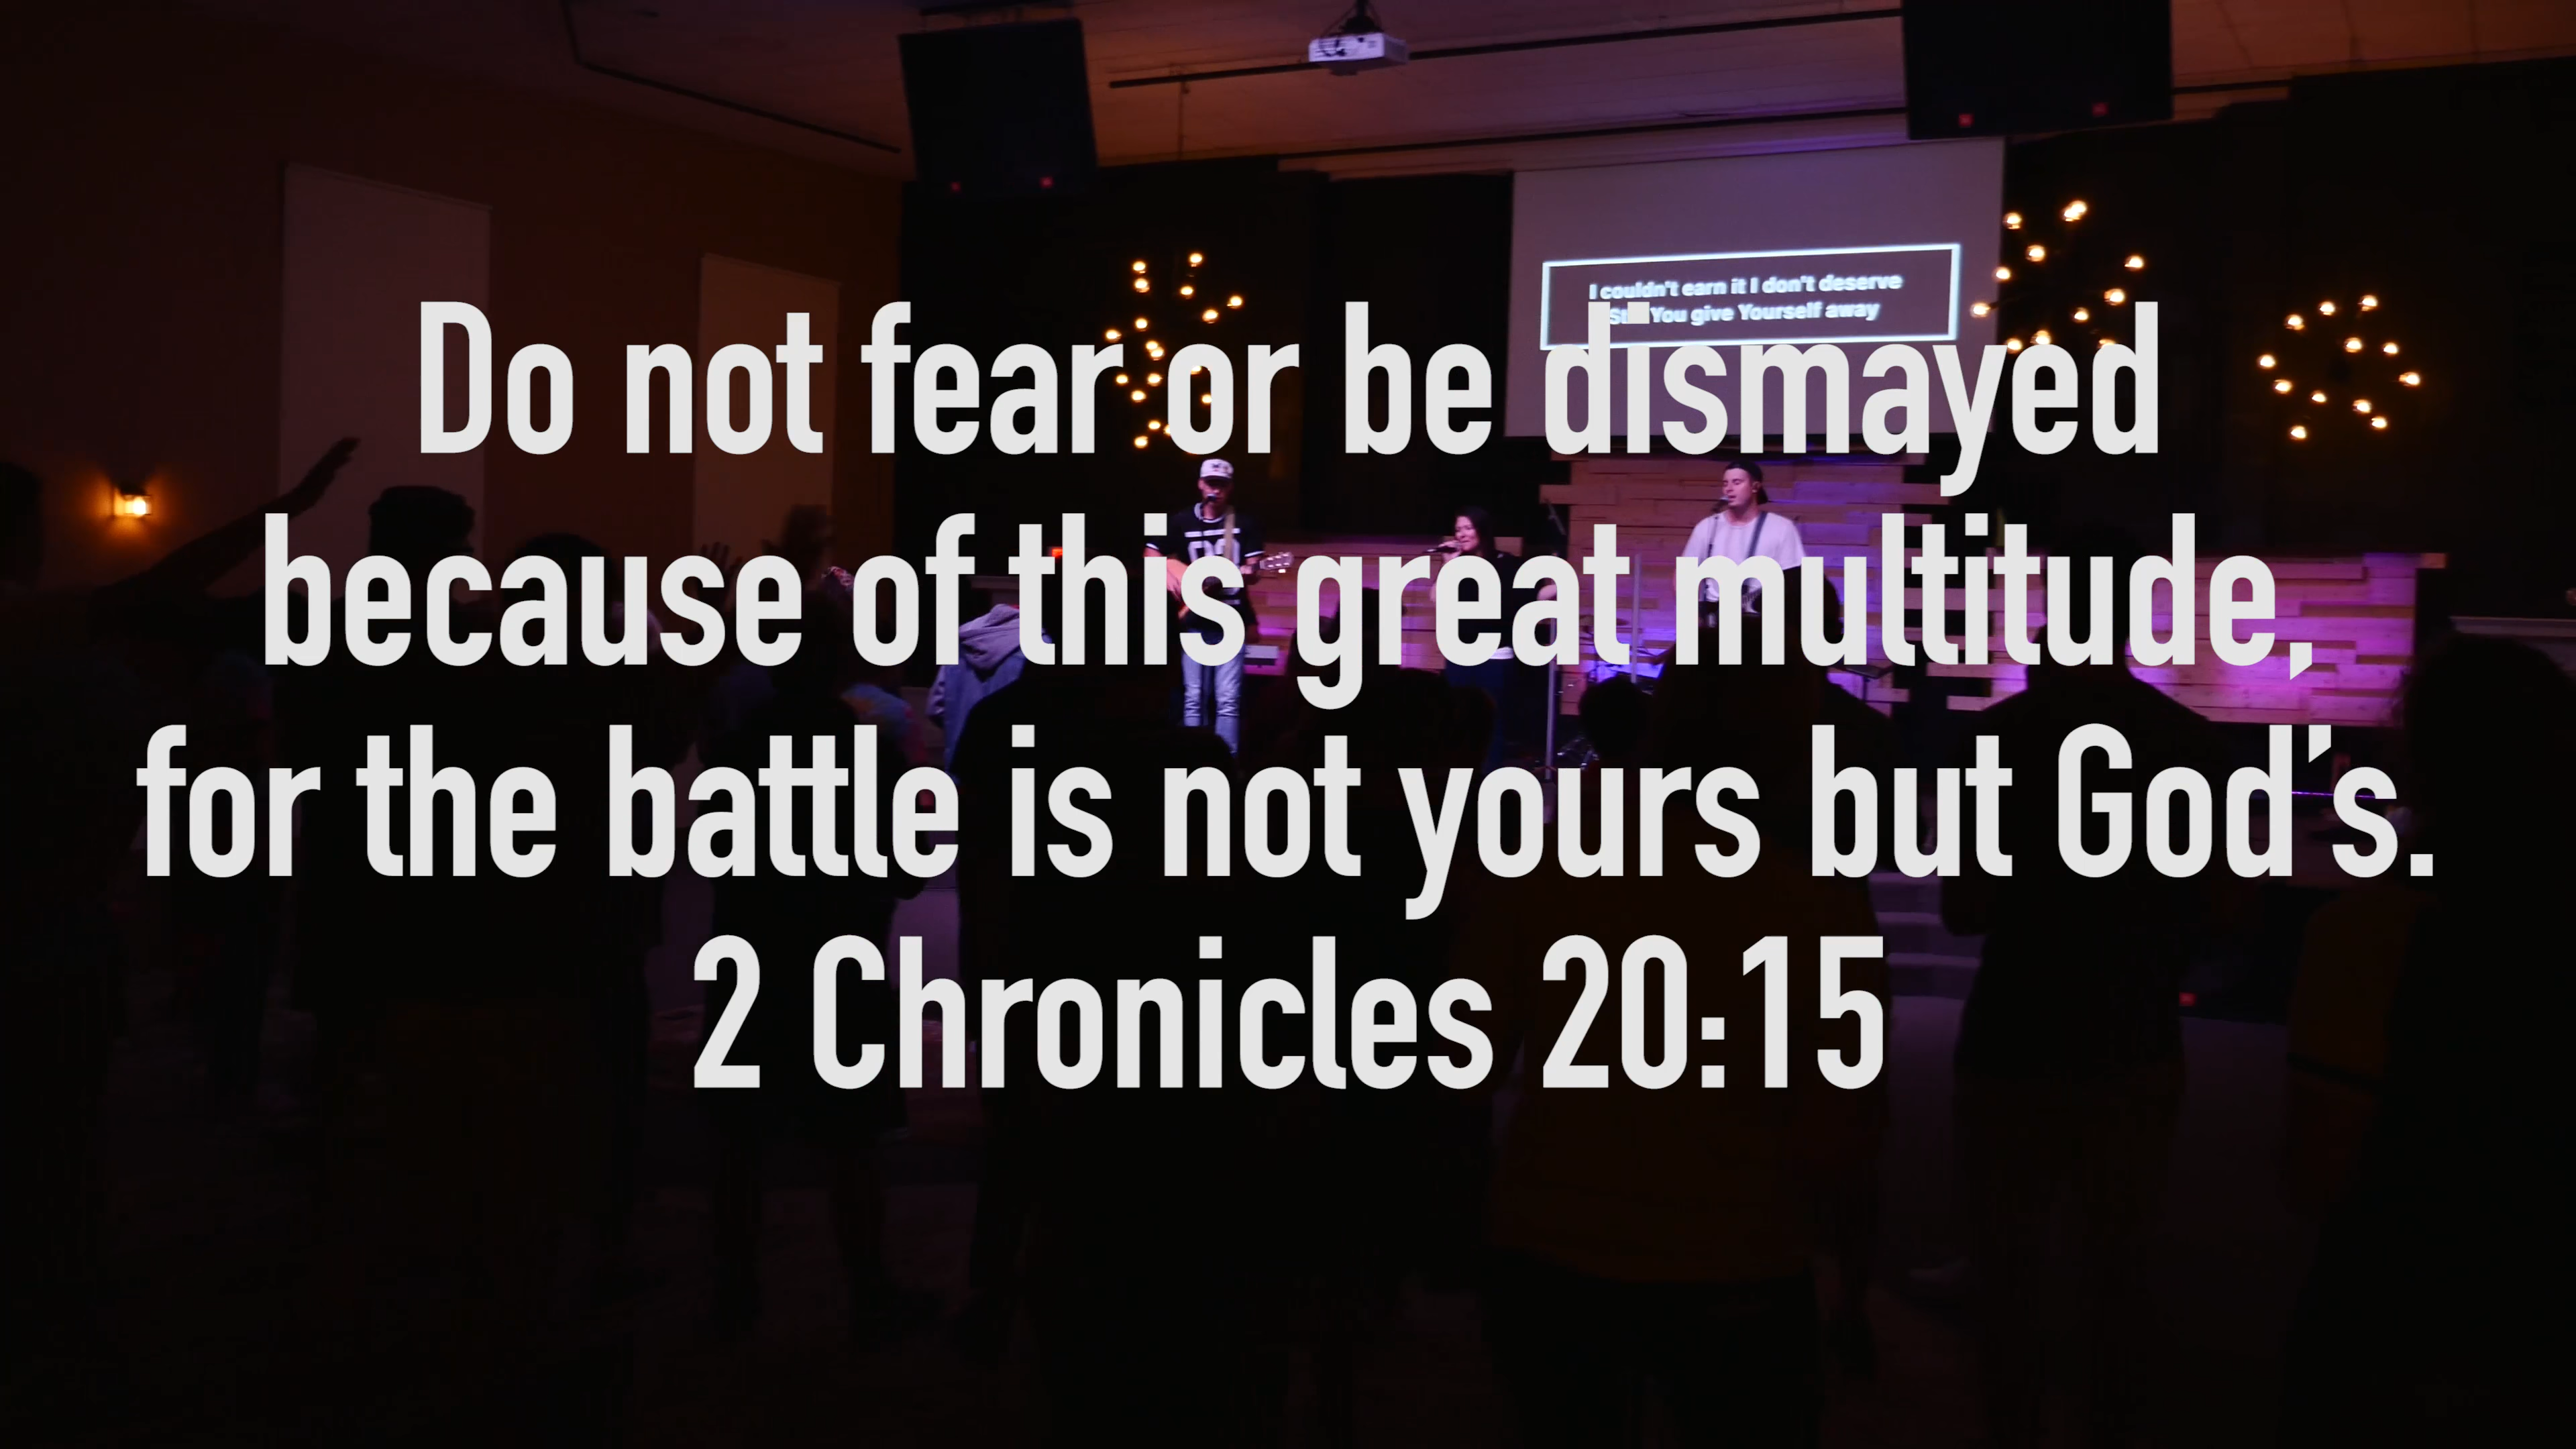 I couldn't earn it I don't deserve
You give Yourself away
Do not fear or be dismayed
because of this great multitude,
for the battle is not yours but God's.
2 Chronicles 20:15